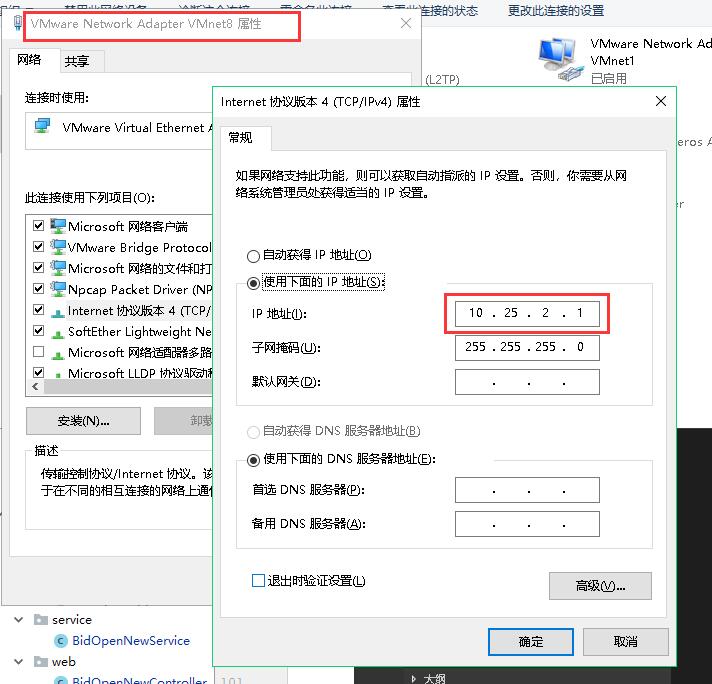 查看此连接的状态
更改此连接的设置
VMware Network Adapter VMnet8 属性
VMware Network Ad
VMnet1
已启用
(L2TP)
网络
共享
连接时使用:
VMware Virtual Ethernet A
此连接使用下列项目(O):
Microsoft 网络客户端
VMware Bridge Protocol
Microsoft 网络的文件和打
Npcap Packet Driver (NP
Internet 协议版本 4 (TCP/
SoftEther Lightweight Ne
Microsoft 网络适配器多路
Microsoft LLDP 协议驱动程
安装(N)...
卸载
描述
传输控制协议/Internet 协议。该
于在不同的相互连接的网络上通信
Internet 协议版本 4 (TCP/IPv4) 属性
常规
如果网络支持此功能，则可以获取自动指派的 IP 设置。否则，你需要从网
络系统管理员处获得适当的 IP 设置。
自动获得 IP 地址(O)
使用下面的 IP 地址(S):
IP 地址(I):
10 . 25 . 2 . 1
子网掩码(U):
255 . 255 . 255 . 0
默认网关(D):
. . .
自动获得 DNS 服务器地址(B)
使用下面的 DNS 服务器地址(E):
首选 DNS 服务器(P):
. . .
备用 DNS 服务器(A):
. . .
退出时验证设置(L)
高级(V)...
确定
取消
eros A
er
service
BidOpenNewService
web
BidOpenNewController
101
大纲